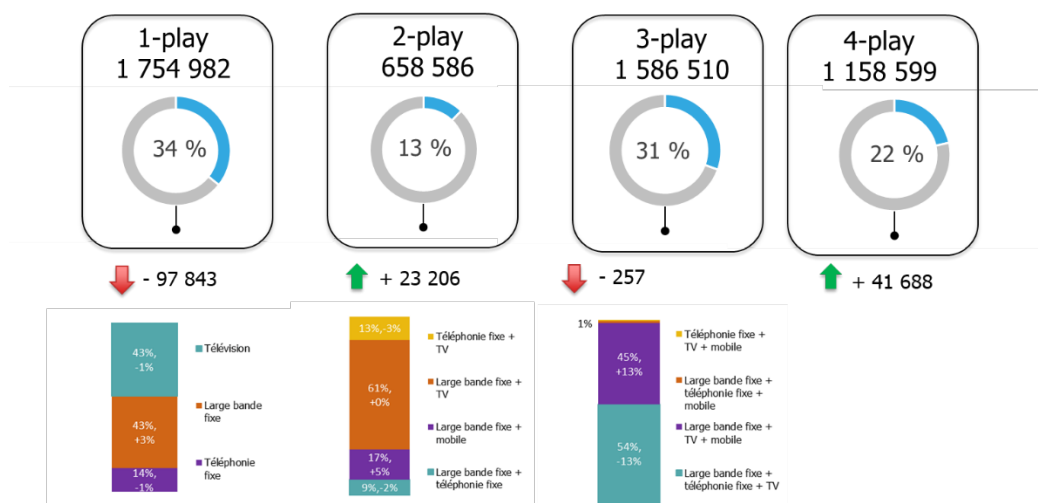 1-play
1 754 982
34 %
- 97 843
2-play
658 586
13 %
+ 23 206
3-play
1 586 510
31 %
- 257
4-play
1 158 599
22 %
+ 41 688
43%,
-1%
43%,
+3%
14%,
-1%
Télévision
Large bande
fixe
Téléphonie
fixe
13%,-3%
61%,
+0%
17%,
+5%
9%,-2%
Téléphonie fixe +
TV
Large bande fixe +
TV
Large bande fixe +
mobile
Large bande fixe +
téléphonie fixe
1%
45%,
+13%
54%,
-13%
Téléphonie fixe +
TV + mobile
Large bande fixe +
téléphonie fixe +
mobile
Large bande fixe +
TV + mobile
Large bande fixe +
téléphonie fixe + TV